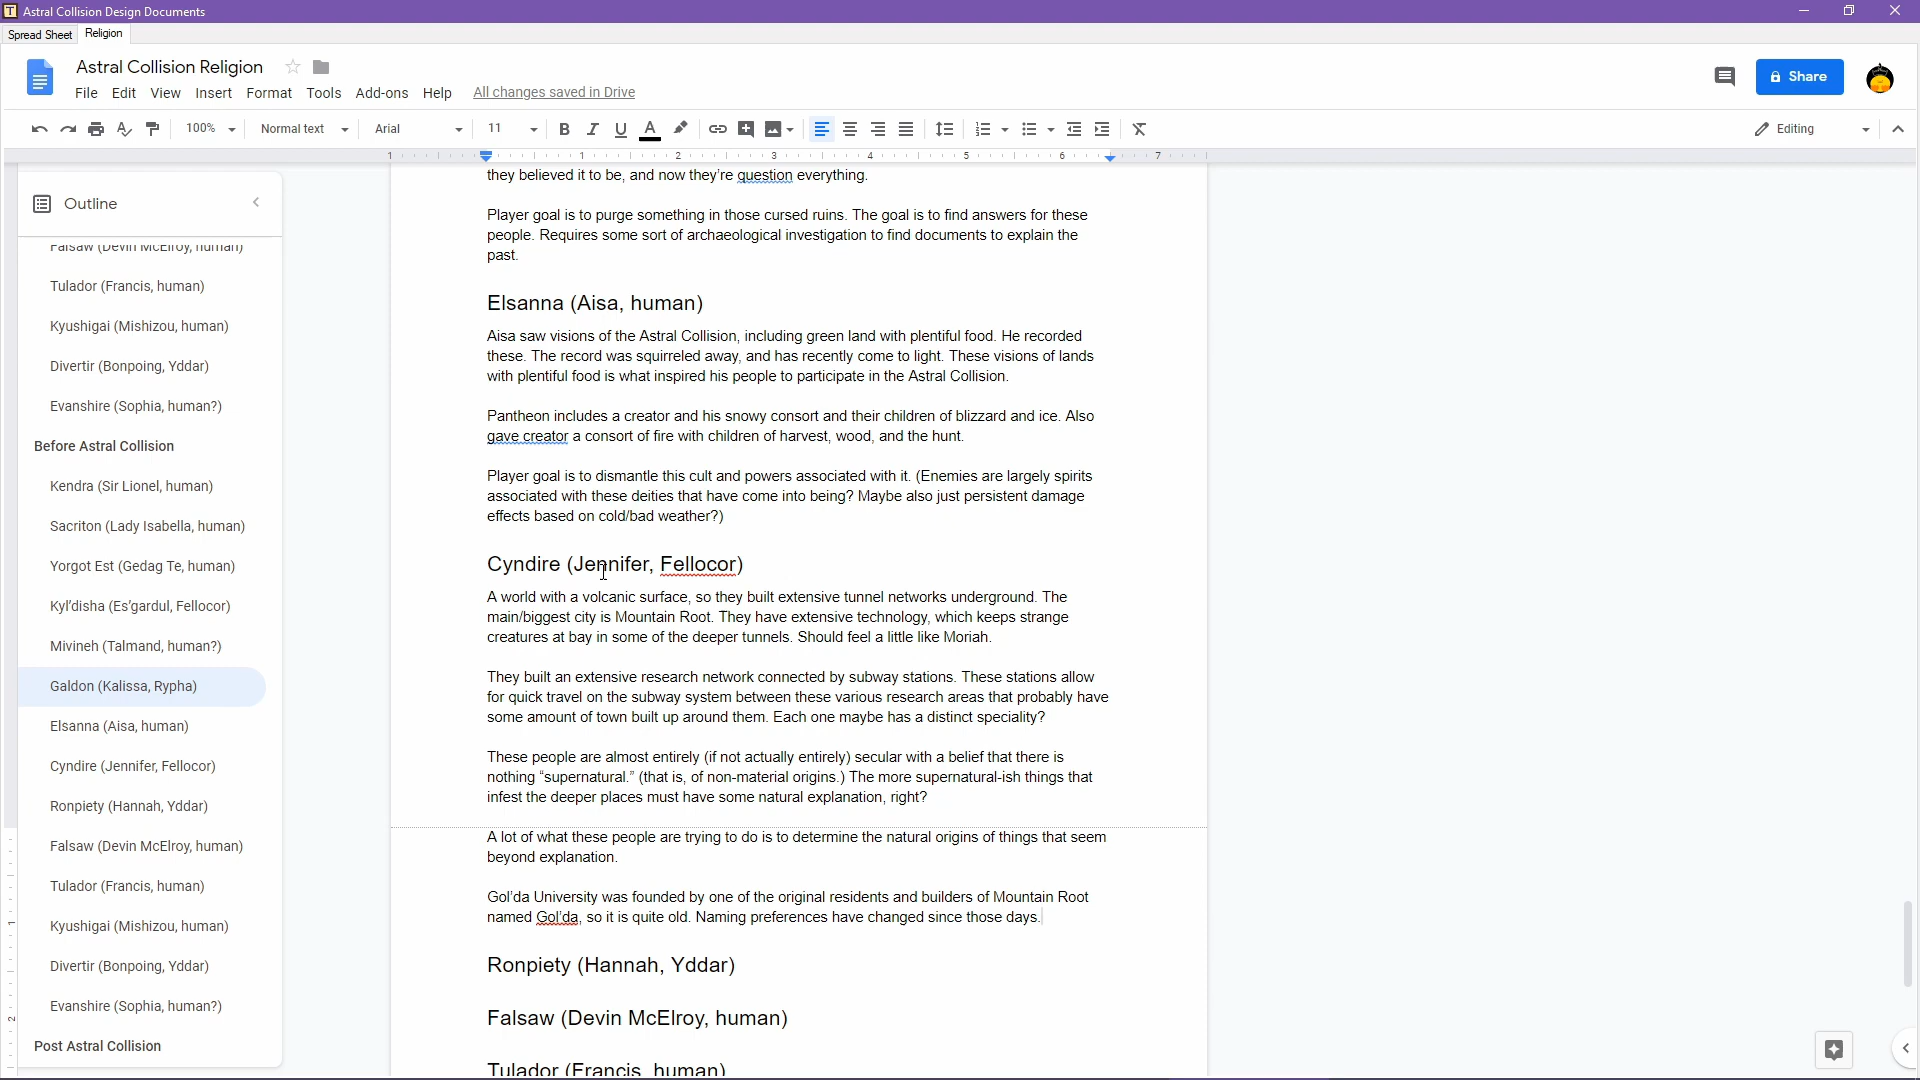 Astral Collision Design Documents
Spread Sheet Religion
Astral Collision Religion
File Edit View Insert Format Tools Add-ons Help All changes saved in Drive
Share
100% Normal text Arial 11 B I U A Editing
1 1 2 3 4 5 6 7
Outline
Falsaw (Devin McElroy, human)
Tulador (Francis, human)
Kyushigai (Mishizou, human)
Divertir (Bonpoing, Yddar)
Evanshire (Sophia, human?)
Before Astral Collision
Kendra (Sir Lionel, human)
Sacriton (Lady Isabella, human)
Yorgot Est (Gedag Te, human)
Kyl'disha (Es'gardul, Fellocor)
Mivineh (Talmand, human?)
Galdon (Kalissa, Rypha)
Elsanna (Aisa, human)
Cyndire (Jennifer, Fellocor)
Ronpiety (Hannah, Yddar)
Falsaw (Devin McElroy, human)
Tulador (Francis, human)
Kyushigai (Mishizou, human)
Divertir (Bonpoing, Yddar)
Evanshire (Sophia, human?)
Post Astral Collision
1
2
they believed it to be, and now they're question everything.
Player goal is to purge something in those cursed ruins. The goal is to find answers for these
people. Requires some sort of archaeological investigation to find documents to explain the
past.
Elsanna (Aisa, human)
Aisa saw visions of the Astral Collision, including green land with plentiful food. He recorded
these. The record was squirreled away, and has recently come to light. These visions of lands
with plentiful food is what inspired his people to participate in the Astral Collision.
Pantheon includes a creator and his snowy consort and their children of blizzard and ice. Also
gave creator a consort of fire with children of harvest, wood, and the hunt.
Player goal is to dismantle this cult and powers associated with it. (Enemies are largely spirits
associated with these deities that have come into being? Maybe also just persistent damage
effects based on cold/bad weather?)
Cyndire (Jennifer, Fellocor)
A world with a volcanic surface, so they built extensive tunnel networks underground. The
main/biggest city is Mountain Root. They have extensive technology, which keeps strange
creatures at bay in some of the deeper tunnels. Should feel a little like Moriah.
They built an extensive research network connected by subway stations. These stations allow
for quick travel on the subway system between these various research areas that probably have
some amount of town built up around them. Each one maybe has a distinct speciality?
These people are almost entirely (if not actually entirely) secular with a belief that there is
nothing “supernatural.” (that is, of non-material origins.) The more supernatural-ish things that
infest the deeper places must have some natural explanation, right?
A lot of what these people are trying to do is to determine the natural origins of things that seem
beyond explanation.
Gol'da University was founded by one of the original residents and builders of Mountain Root
named Gol'da, so it is quite old. Naming preferences have changed since those days.
Ronpiety (Hannah, Yddar)
Falsaw (Devin McElroy, human)
Tulador (Francis, human)